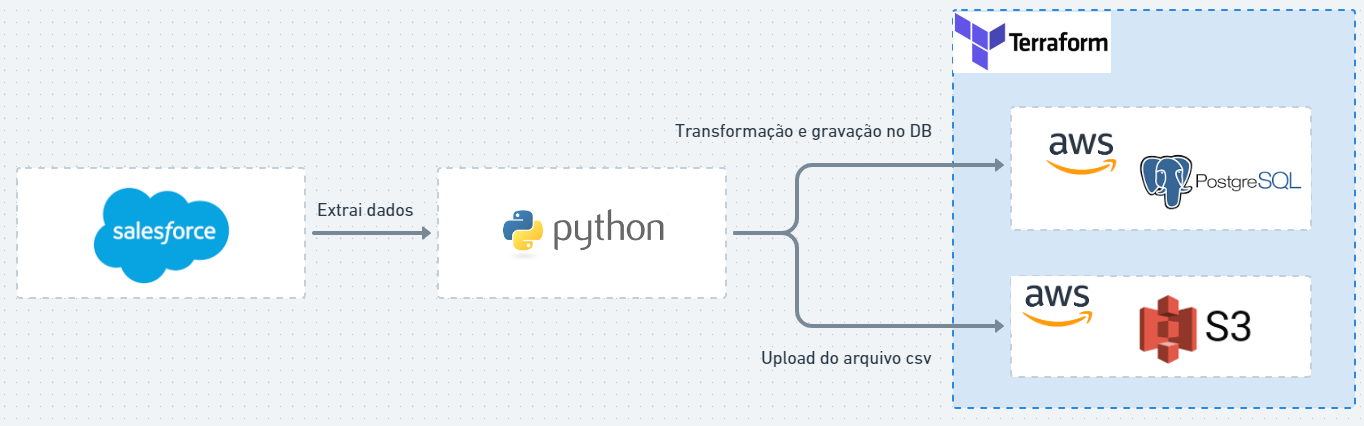 Terraform
Transformação e gravação no DB
aws
PostgreSQL
salesforce
Extrai dados
python
aws
S3
Upload do arquivo csv